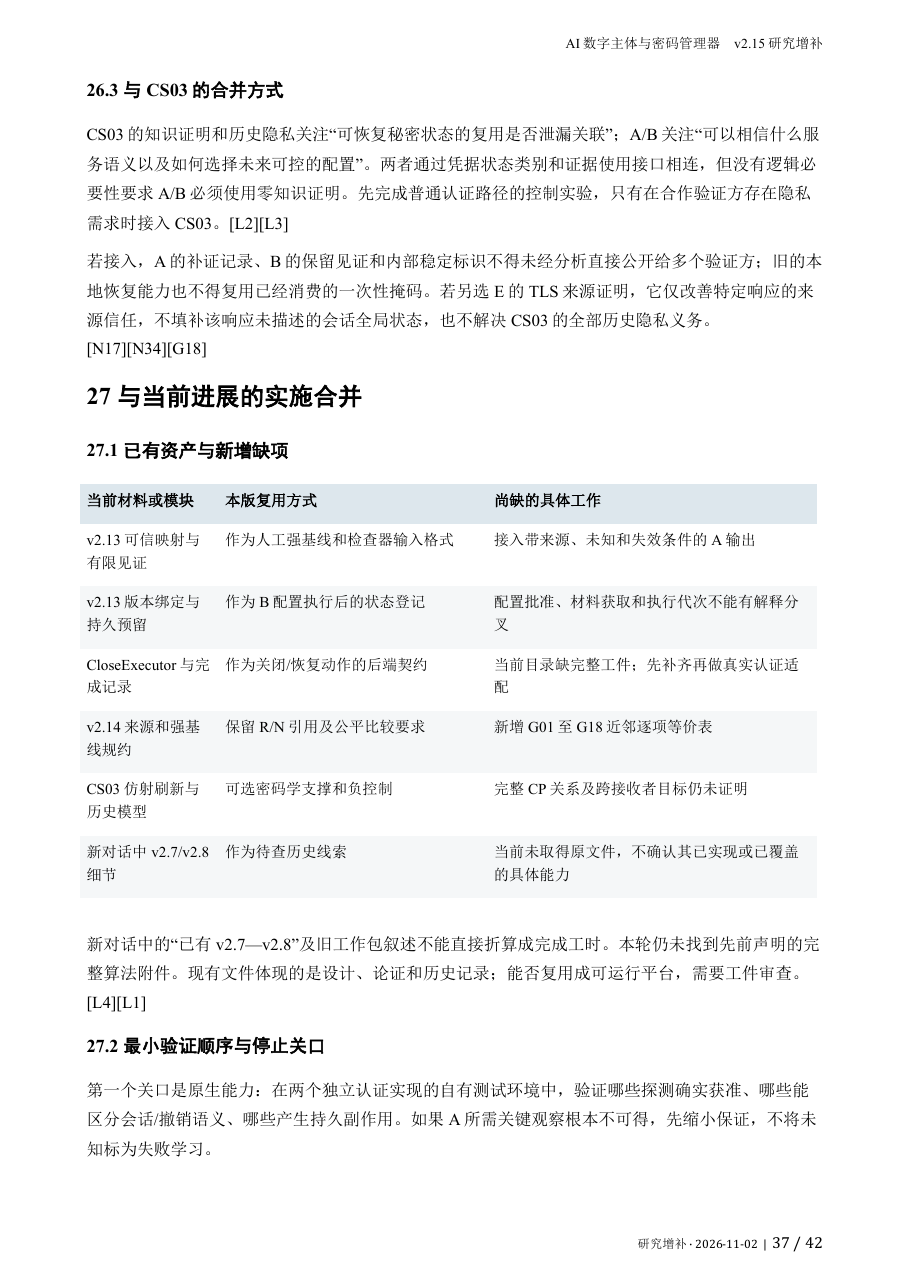 AI 数字主体与密码管理器 v2.15 研究增补
26.3 与 CS03 的合并方式
CS03 的知识证明和历史隐私关注“可恢复秘密状态的复用是否泄漏关联”；A/B 关注“可以相信什么服
务语义以及如何选择未来可控的配置”。两者通过凭据状态类别和证据使用接口相连，但没有逻辑必
要性要求 A/B 必须使用零知识证明。先完成普通认证路径的控制实验，只有在合作验证方存在隐私
需求时接入 CS03。[L2][L3]
若接入，A 的补证记录、B 的保留见证和内部稳定标识不得未经分析直接公开给多个验证方；旧的本
地恢复能力也不得复用已经消费的一次性掩码。若另选 E 的 TLS 来源证明，它仅改善特定响应的来
源信任，不填补该响应未描述的会话全局状态，也不解决 CS03 的全部历史隐私义务。
[N17][N34][G18]
27 与当前进展的实施合并
27.1 已有资产与新增缺项
当前材料或模块 本版复用方式 尚缺的具体工作
v2.13 可信映射与 作为人工强基线和检查器输入格式 接入带来源、未知和失效条件的 A 输出
有限见证
v2.13 版本绑定与 作为 B 配置执行后的状态登记 配置批准、材料获取和执行代次不能有解释分
持久预留 叉
CloseExecutor 与完 作为关闭/恢复动作的后端契约 当前目录缺完整工件；先补齐再做真实认证适
成记录 配
v2.14 来源和强基 保留 R/N 引用及公平比较要求 新增 G01 至 G18 近邻逐项等价表
线规约
CS03 仿射刷新与 可选密码学支撑和负控制 完整 CP 关系及跨接收者目标仍未证明
历史模型
新对话中 v2.7/v2.8 作为待查历史线索 当前未取得原文件，不确认其已实现或已覆盖
细节 的具体能力
新对话中的“已有 v2.7—v2.8”及旧工作包叙述不能直接折算成完成工时。本轮仍未找到先前声明的完
整算法附件。现有文件体现的是设计、论证和历史记录；能否复用成可运行平台，需要工件审查。
[L4][L1]
27.2 最小验证顺序与停止关口
第一个关口是原生能力：在两个独立认证实现的自有测试环境中，验证哪些探测确实获准、哪些能
区分会话/撤销语义、哪些产生持久副作用。如果 A 所需关键观察根本不可得，先缩小保证，不将未
知标为失败学习。
研究增补 · 2026-11-02 | 37 / 42